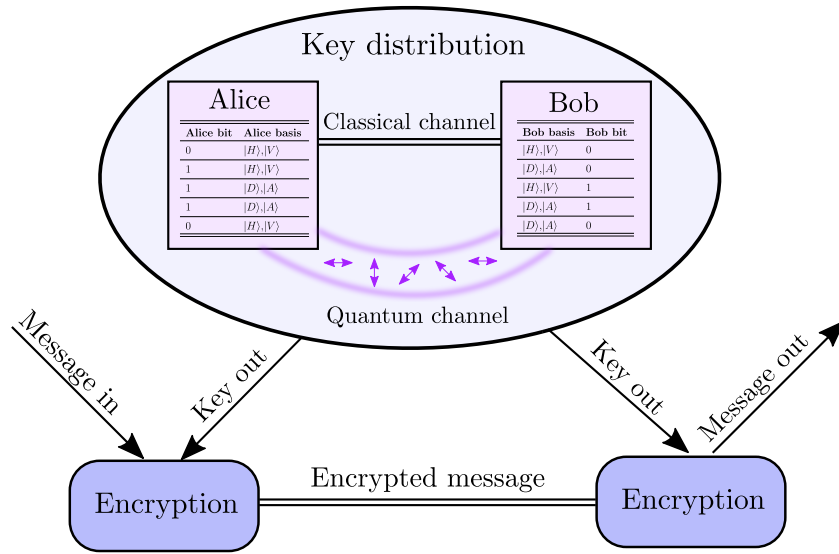 Key distribution
Alice
Alice bit Alice basis
0 |H⟩,|V⟩
1 |H⟩,|V⟩
1 |D⟩,|A⟩
1 |D⟩,|A⟩
0 |H⟩,|V⟩
Classical channel
Bob
Bob basis Bob bit
|H⟩,|V⟩ 0
|D⟩,|A⟩ 0
|H⟩,|V⟩ 1
|D⟩,|A⟩ 1
|D⟩,|A⟩ 0
Quantum channel
Message in
Key out
Key out
Message out
Encryption
Encrypted message
Encryption